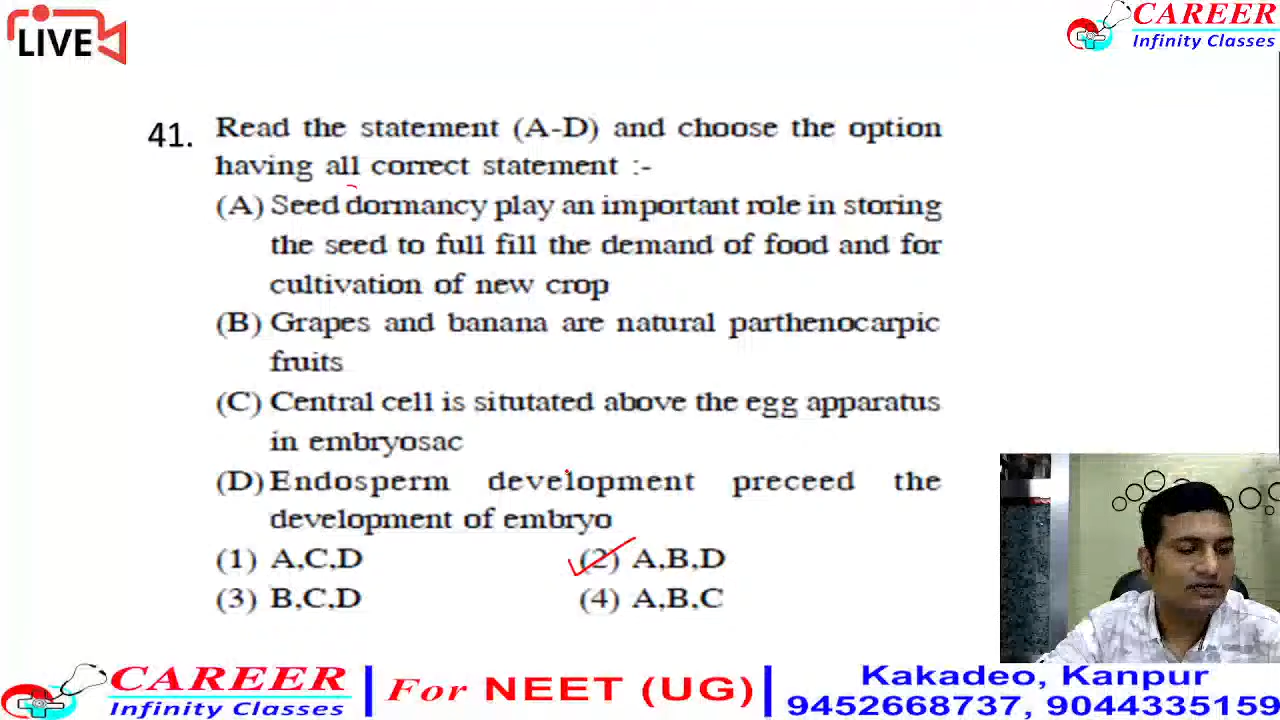 LIVE
CAREER
Infinity Classes
41. Read the statement (A-D) and choose the option
having all correct statement :-
(A) Seed dormancy play an important role in storing
the seed to full fill the demand of food and for
cultivation of new crop
(B) Grapes and banana are natural parthenocarpic
fruits
(C) Central cell is situtated above the egg apparatus
in embryosac
(D) Endosperm development preceed the
development of embryo
(1) A,C,D (2) A,B,D
(3) B,C,D (4) A,B,C
CAREER
Infinity Classes
For NEET (UG)
Kakadeo, Kanpur
9452668737, 9044335159